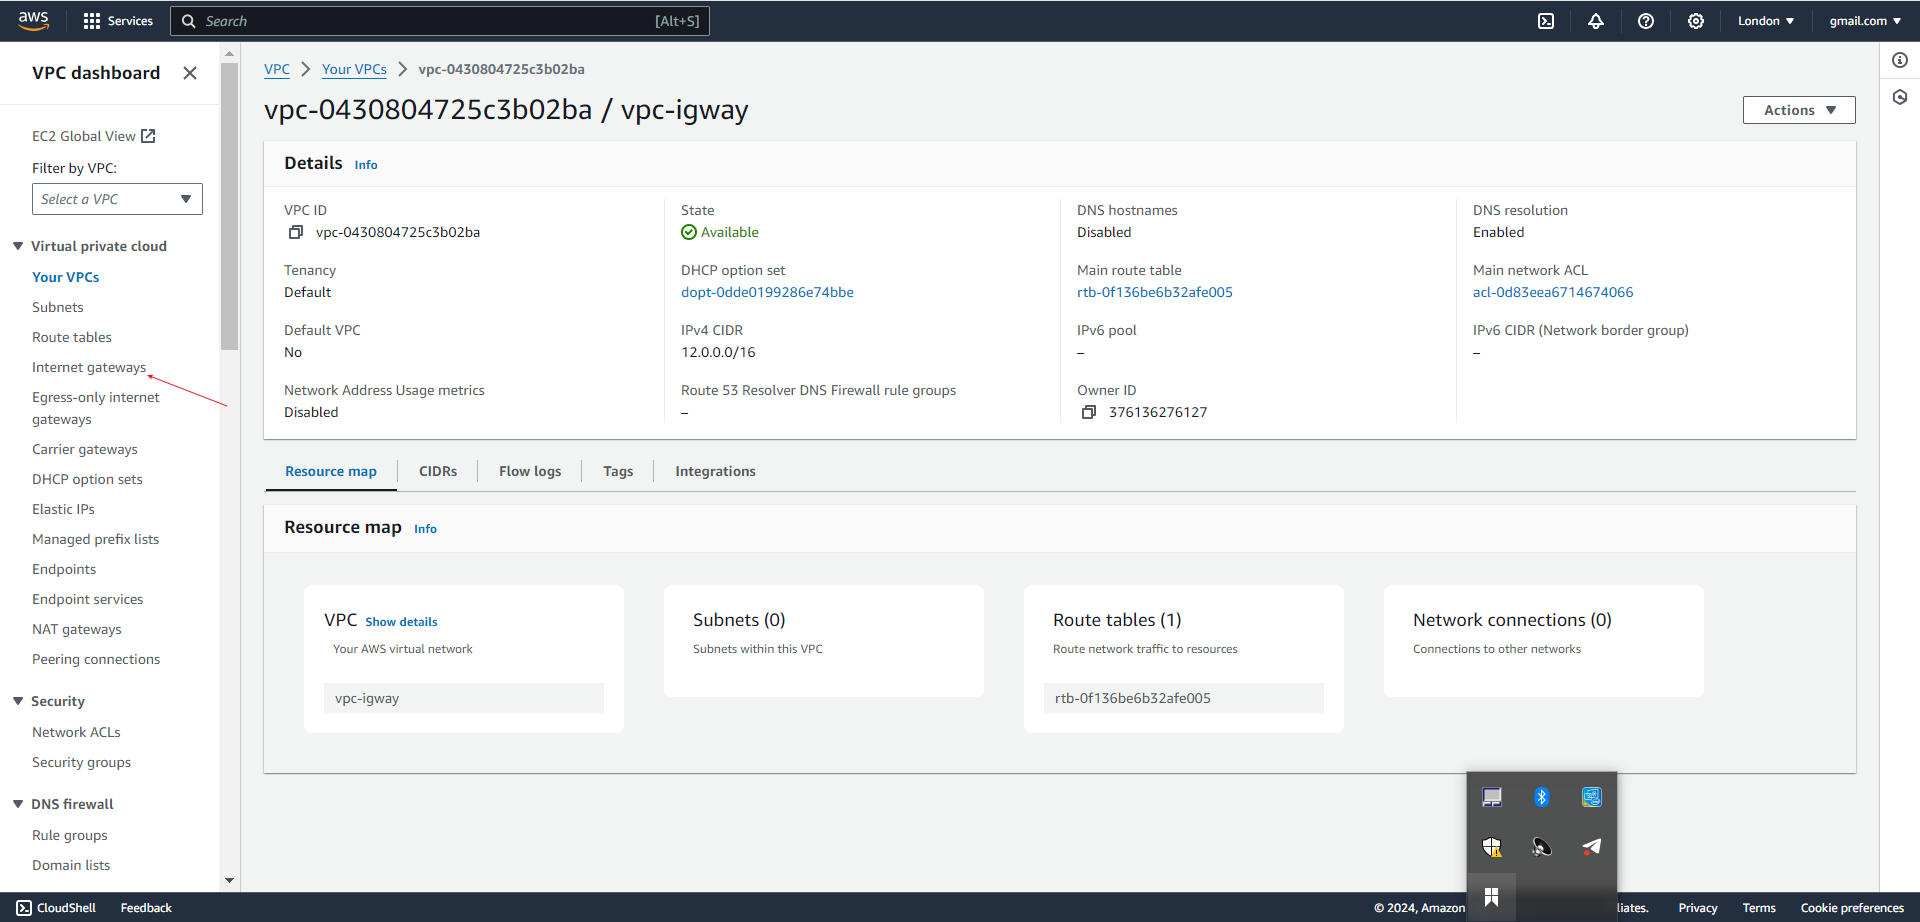 aws
Services
Search
[Alt+S]
London
gmail.com
VPC dashboard
EC2 Global View
Filter by VPC:
Select a VPC
Virtual private cloud
Your VPCs
Subnets
Route tables
Internet gateways
Egress-only internet
gateways
Carrier gateways
DHCP option sets
Elastic IPs
Managed prefix lists
Endpoints
Endpoint services
NAT gateways
Peering connections
Security
Network ACLs
Security groups
DNS firewall
Rule groups
Domain lists
VPC
Your VPCs
vpc-0430804725c3b02ba
vpc-0430804725c3b02ba / vpc-igway
Actions
Details Info
VPC ID
vpc-0430804725c3b02ba
State
Available
DNS hostnames
Disabled
DNS resolution
Enabled
Tenancy
Default
DHCP option set
dopt-0dde0199286e74bbe
Main route table
rtb-0f136be6b32afe005
Main network ACL
acl-0d83eea6714674066
Default VPC
No
IPv4 CIDR
12.0.0.0/16
IPv6 pool
–
IPv6 CIDR (Network border group)
–
Network Address Usage metrics
Disabled
Route 53 Resolver DNS Firewall rule groups
–
Owner ID
376136276127
Resource map
CIDRs
Flow logs
Tags
Integrations
Resource map Info
VPC Show details
Your AWS virtual network
vpc-igway
Subnets (0)
Subnets within this VPC
Route tables (1)
Route network traffic to resources
rtb-0f136be6b32afe005
Network connections (0)
Connections to other networks
CloudShell
Feedback
© 2024, Amazon
liates.
Privacy
Terms
Cookie preferences